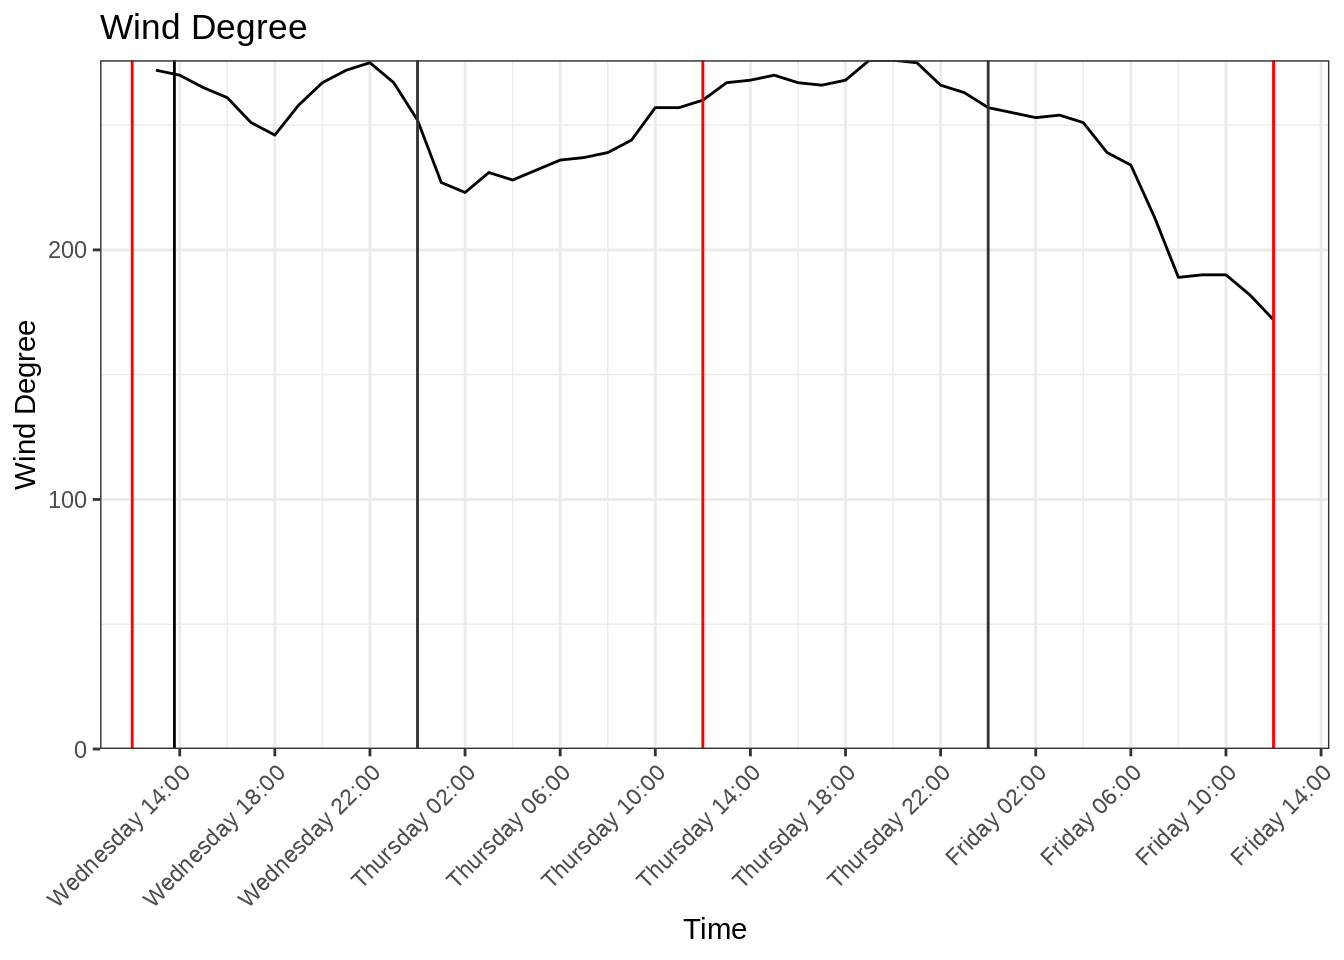 Wind Degree
Wind Degree
200
100
0
Wednesday 14:00
Wednesday 18:00
Wednesday 22:00
Thursday 02:00
Thursday 06:00
Thursday 10:00
Thursday 14:00
Thursday 18:00
Thursday 22:00
Friday 02:00
Friday 06:00
Friday 10:00
Friday 14:00
Time